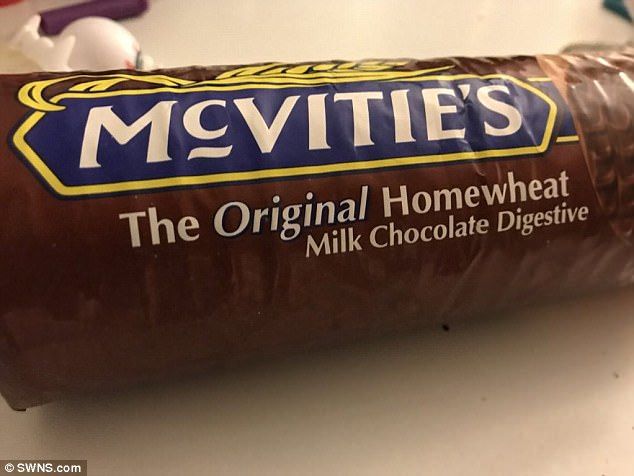 McVITIE'S
The Original Homewheat
Milk Chocolate Digestive
© SWNS.com